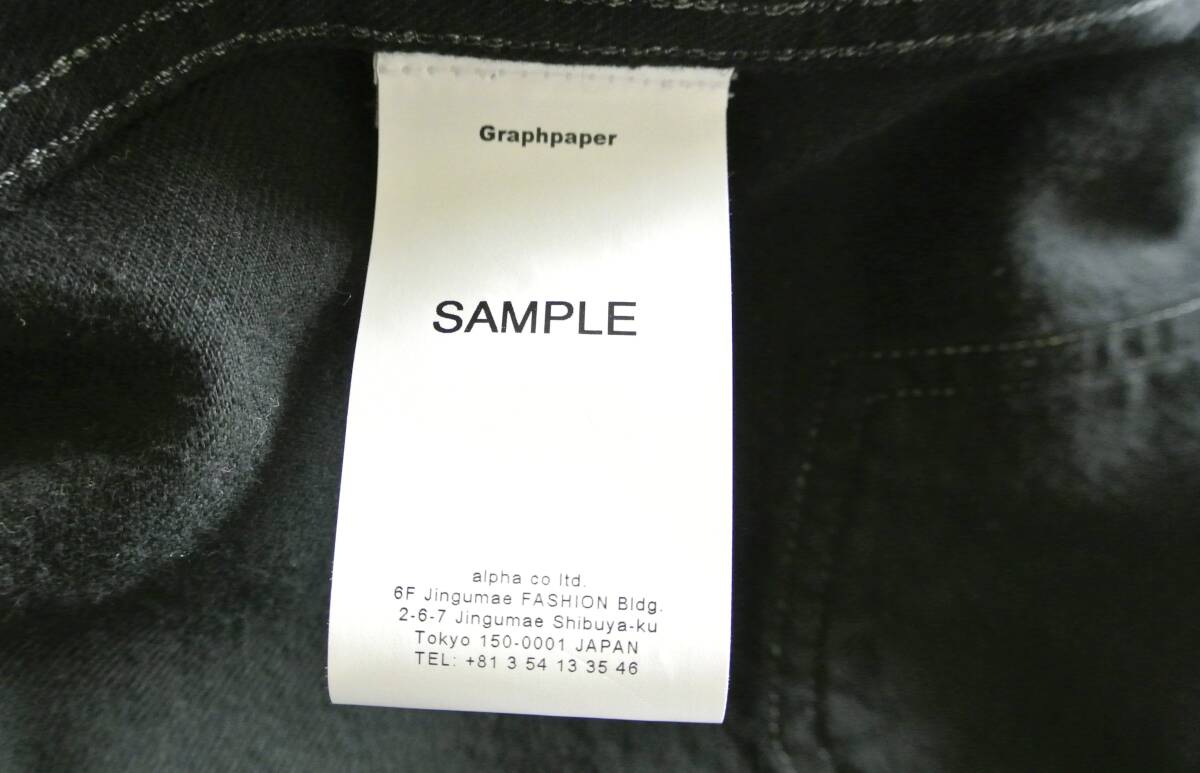 Graphpaper
SAMPLE
alpha co ltd.
6F Jingumae FASHION Bldg.
2-6-7 Jingumae Shibuya-ku
Tokyo 150-0001 JAPAN
TEL: +81 3 54 13 35 46